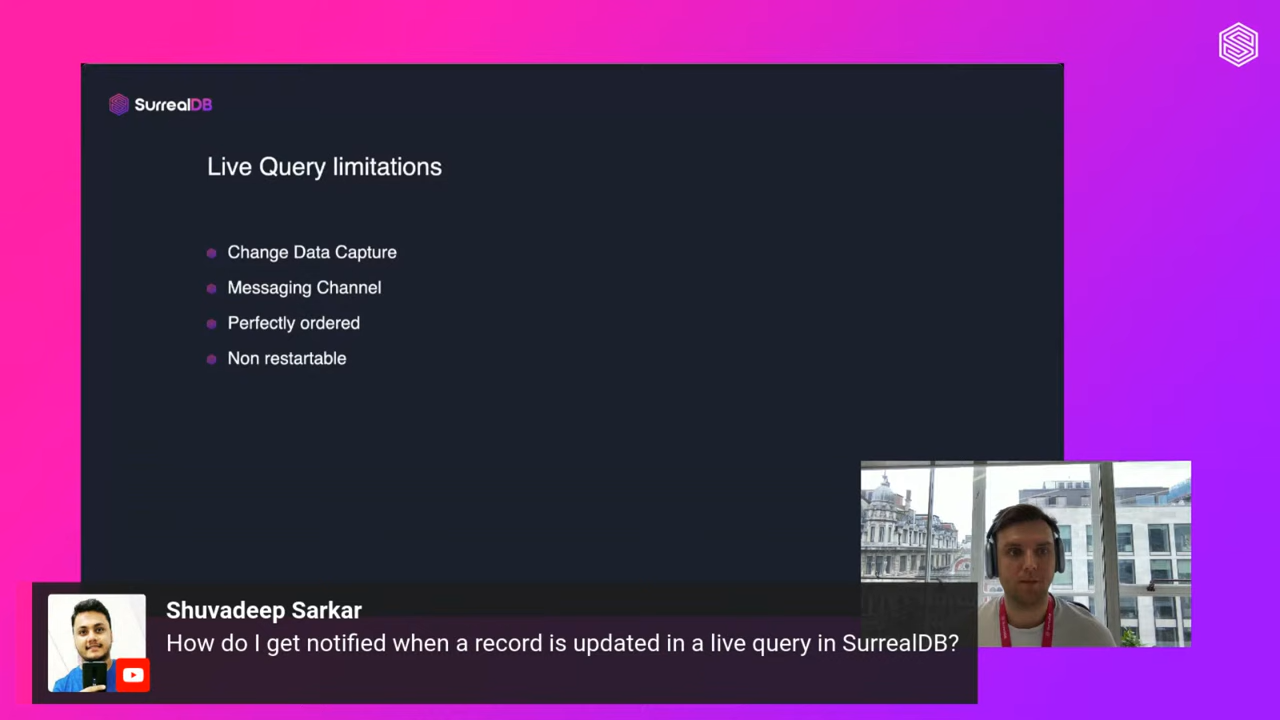 SurrealDB
Live Query limitations
Change Data Capture
Messaging Channel
Perfectly ordered
Non restartable
Shuvadeep Sarkar
How do I get notified when a record is updated in a live query in SurrealDB?